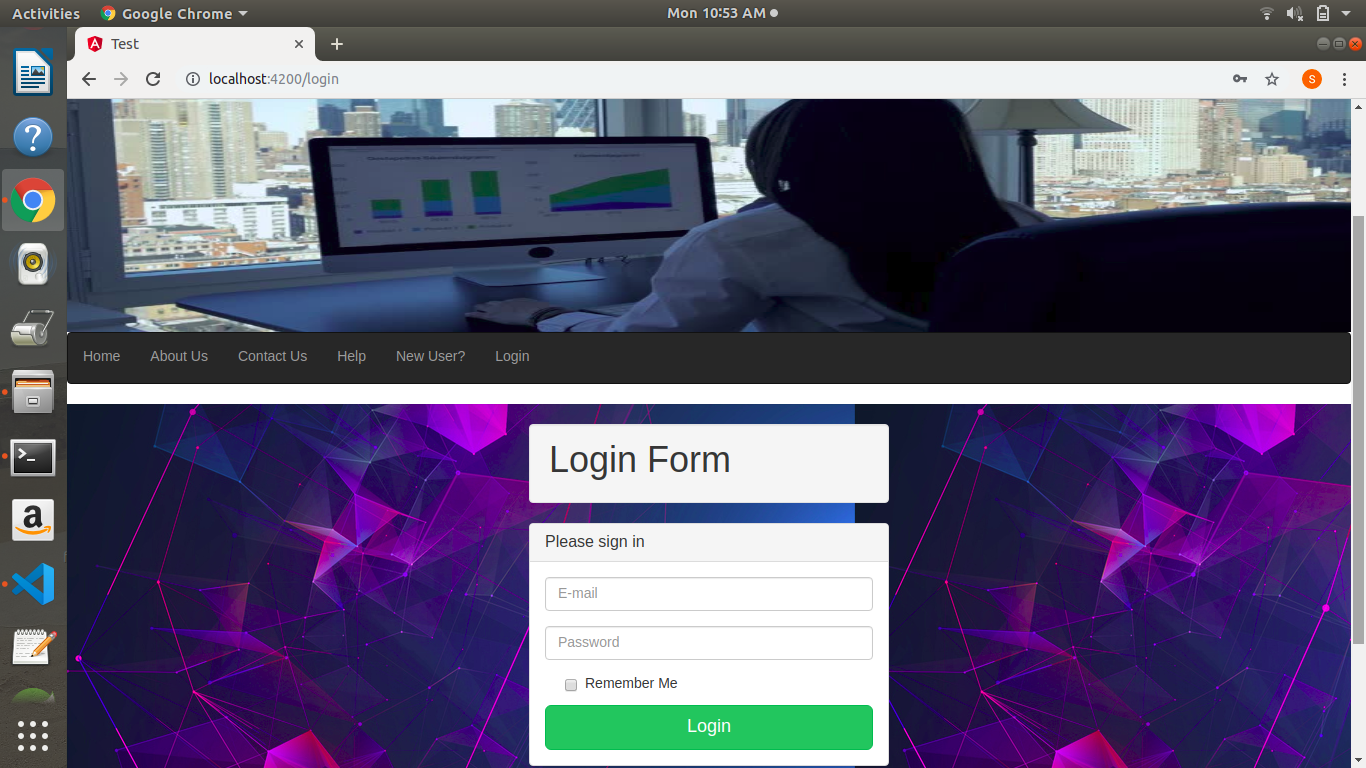 Activities Google Chrome Mon 10:53 AM
Test
localhost:4200/login S
Home About Us Contact Us Help New User? Login
Login Form
Please sign in
E-mail
Password
Remember Me
Login